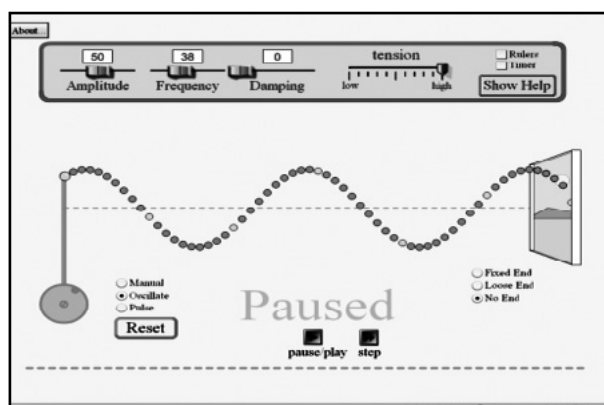 About...
50 38 0
Amplitude Frequency Damping
tension
low high
Rulers
Timer
Show Help
Manual
Oscillate
Pulse
Reset
Paused
pause/play step
Fixed End
Loose End
No End